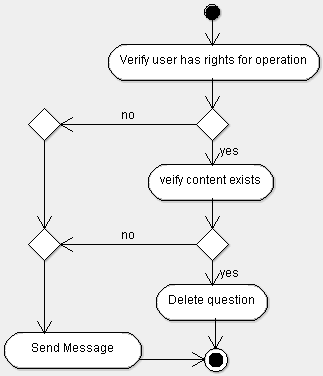 Verify user has rights for operation
no
yes
veify content exists
no
yes
Delete question
Send Message